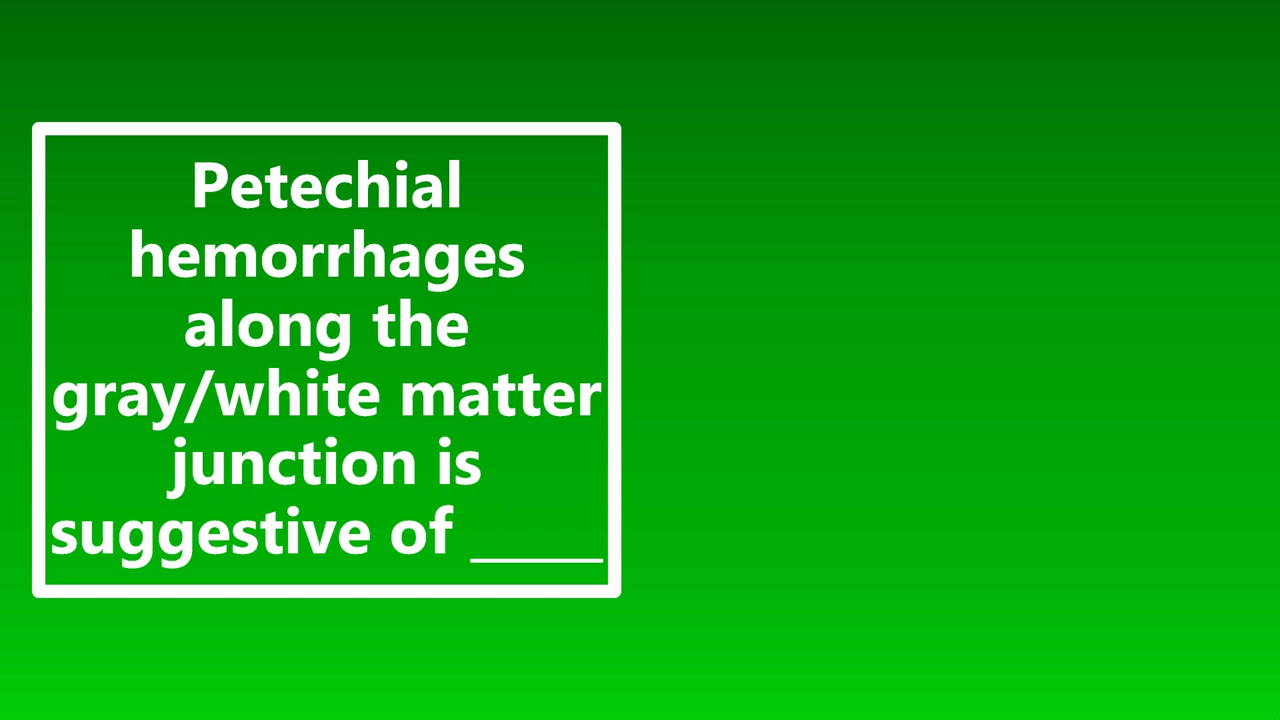 Petechial
hemorrhages
along the
gray/white matter
junction is
suggestive of _____